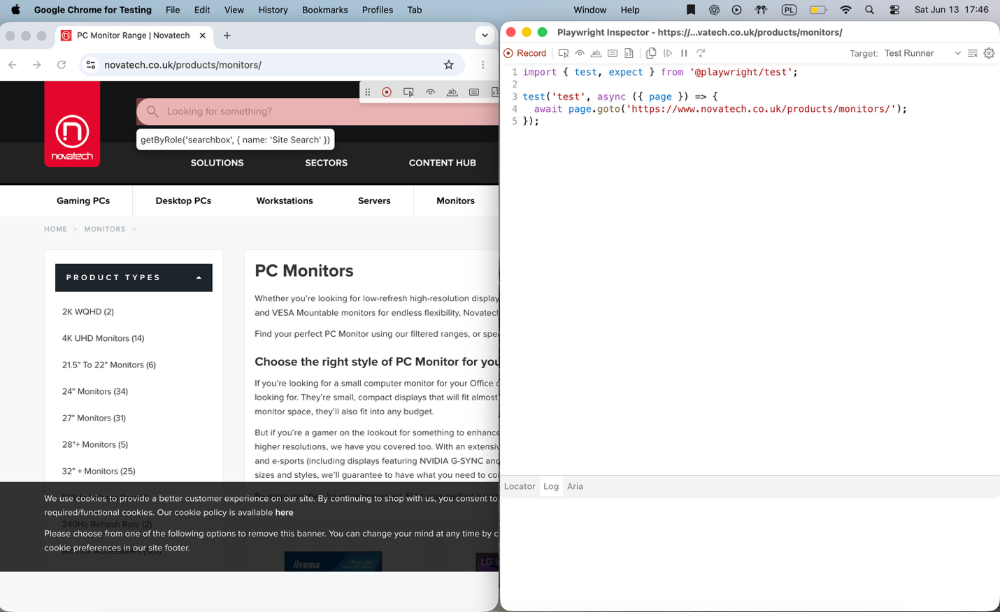 Google Chrome for Testing File Edit View History Bookmarks Profiles Tab Window Help PL Sat Jun 13 17:46
PC Monitor Range | Novatech
novatech.co.uk/products/monitors/
novatech
Looking for something?
ab
getByRole('searchbox', { name: 'Site Search' })
SOLUTIONS SECTORS CONTENT HUB
Gaming PCs Desktop PCs Workstations Servers Monitors
HOME > MONITORS >
PRODUCT TYPES
2K WQHD (2)
4K UHD Monitors (14)
21.5" To 22" Monitors (6)
24" Monitors (34)
27" Monitors (31)
28"+ Monitors (5)
32" + Monitors (25)
240Hz Refresh Rate (2)
PC Monitors
Whether you're looking for low-refresh high-resolution display
and VESA Mountable monitors for endless flexibility, Novatech
Find your perfect PC Monitor using our filtered ranges, or spe
Choose the right style of PC Monitor for you
If you're looking for a small computer monitor for your Office
looking for. They're small, compact displays that will fit almost
monitor space, they'll also fit into any budget.
But if you're a gamer on the lookout for something to enhance
higher resolutions, we have you covered too. With an extensiv
and e-sports (including displays featuring NVIDIA G-SYNC and
sizes and styles, we'll guarantee to have what you need to co
We use cookies to provide a better customer experience on our site. By continuing to shop with us, you consent to
required/functional cookies. Our cookie policy is available here
Please choose from one of the following options to remove this banner. You can change your mind at any time by c
cookie preferences in our site footer.
iiyama ProLite
LG U
Playwright Inspector - https://...vatech.co.uk/products/monitors/
Record ab Target: Test Runner
1 import { test, expect } from '@playwright/test';
2
3 test('test', async ({ page }) => {
4 await page.goto('https://www.novatech.co.uk/products/monitors/');
5 });
Locator Log Aria